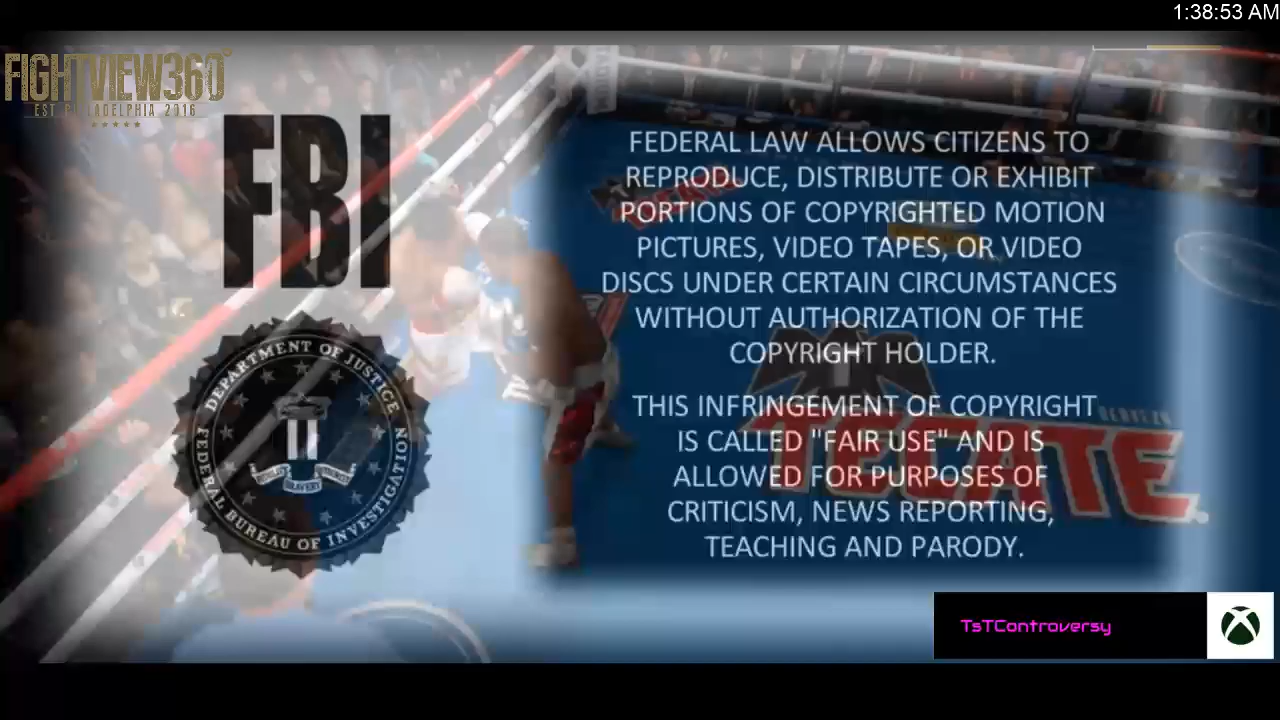 1:38:53 AM
FIGHTVIEW360
EST PHILADELPHIA 2016
FBI
FEDERAL LAW ALLOWS CITIZENS TO
REPRODUCE, DISTRIBUTE OR EXHIBIT
PORTIONS OF COPYRIGHTED MOTION
PICTURES, VIDEO TAPES, OR VIDEO
DISCS UNDER CERTAIN CIRCUMSTANCES
WITHOUT AUTHORIZATION OF THE
COPYRIGHT HOLDER.
THIS INFRINGEMENT OF COPYRIGHT
IS CALLED "FAIR USE" AND IS
ALLOWED FOR PURPOSES OF
CRITICISM, NEWS REPORTING,
TEACHING AND PARODY.
DEPARTMENT OF JUSTICE
FEDERAL BUREAU OF INVESTIGATION
BRAVERY
TECATE
TsTControversy